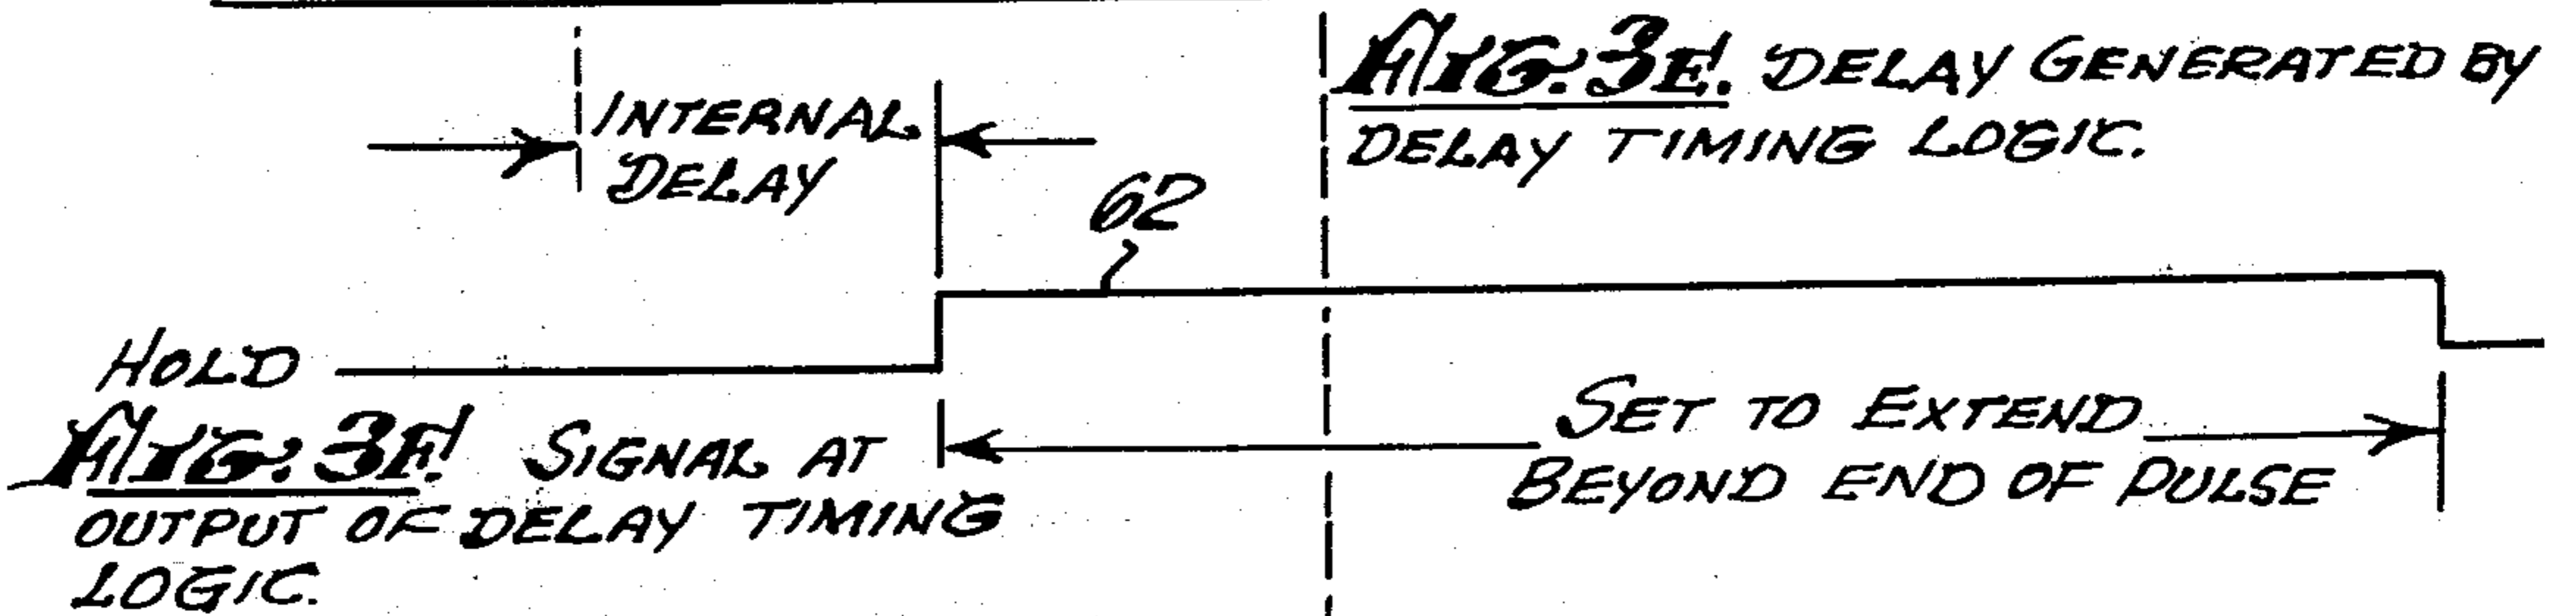 FIG. 3E. DELAY GENERATED BY
DELAY TIMING LOGIC.
INTERNAL
DELAY
62
HOLD
SET TO EXTEND
BEYOND END OF PULSE
FIG. 3F. SIGNAL AT
OUTPUT OF DELAY TIMING
LOGIC.